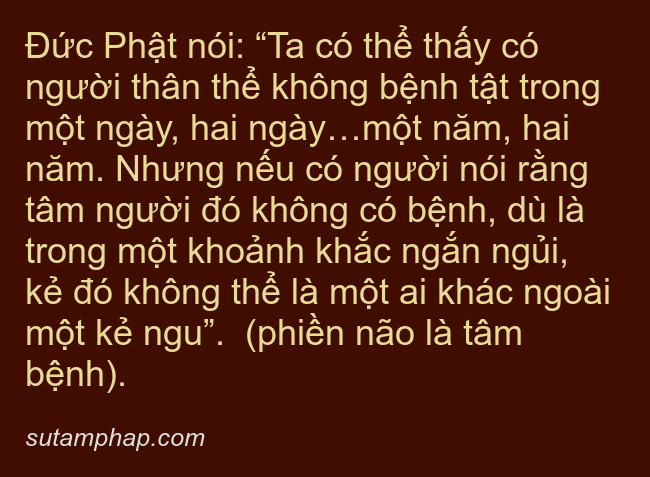 Đức Phật nói: “Ta có thể thấy có
người thân thể không bệnh tật trong
một ngày, hai ngày…một năm, hai
năm. Nhưng nếu có người nói rằng
tâm người đó không có bệnh, dù là
trong một khoảnh khắc ngắn ngủi,
kẻ đó không thể là một ai khác ngoài
một kẻ ngu”.  (phiền não là tâm
bệnh).
sutamphap.com